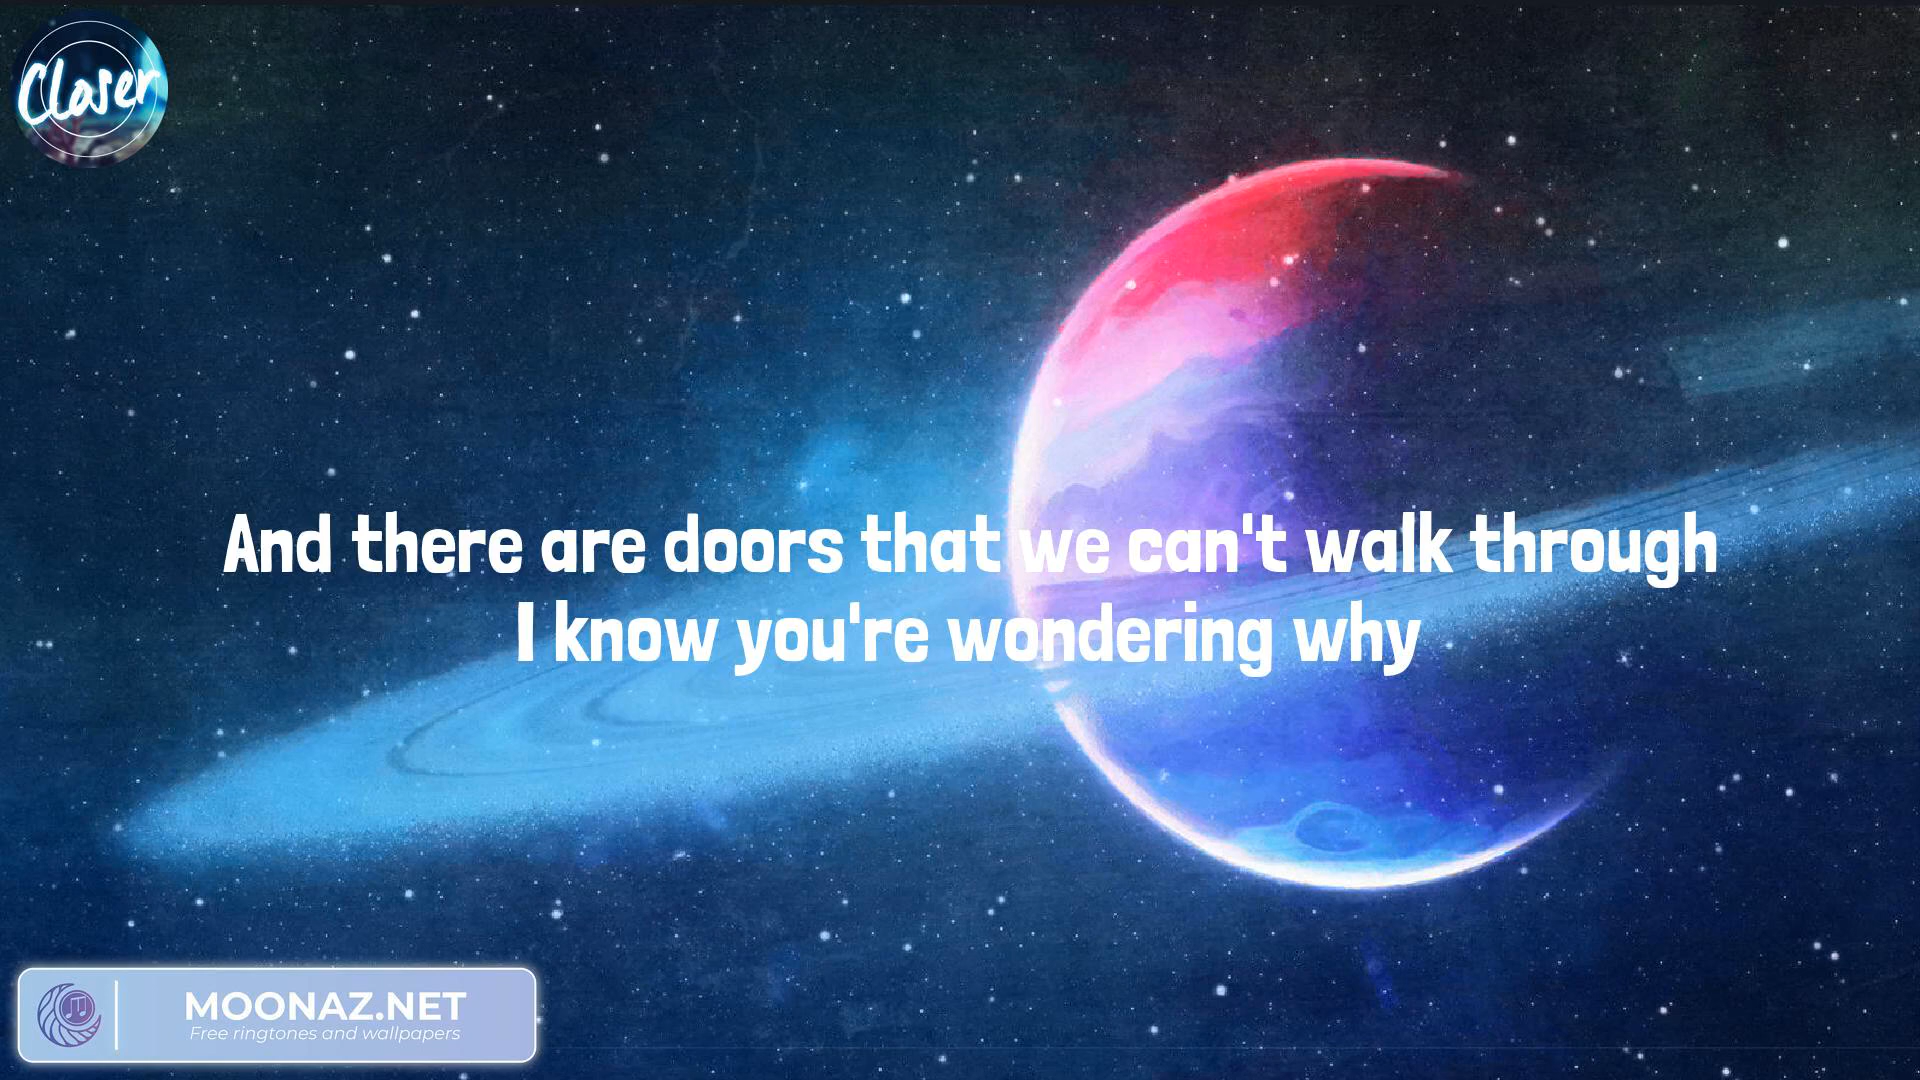 Closer
And there are doors that we can't walk through
I know you're wondering why
MOONAZ.NET
Free ringtones and wallpapers